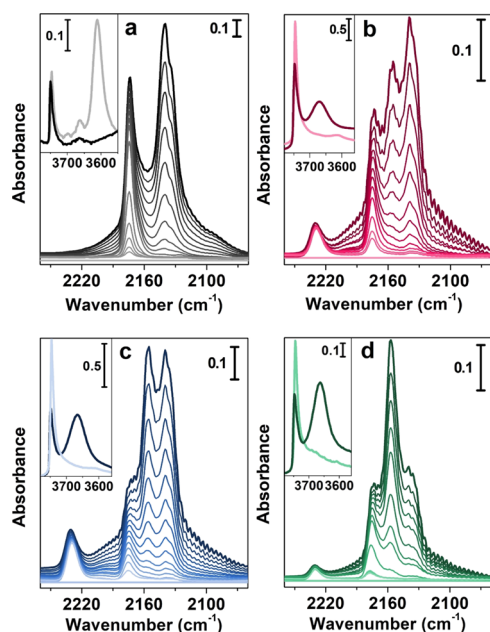 0.1
a
0.1
3700 3600
Absorbance
2220 2160 2100
Wavenumber (cm⁻¹)
0.5
b
0.1
3700 3600
Absorbance
2220 2160 2100
Wavenumber (cm⁻¹)
0.5
c
0.1
3700 3600
Absorbance
2220 2160 2100
Wavenumber (cm⁻¹)
0.1
d
0.1
3700 3600
Absorbance
2220 2160 2100
Wavenumber (cm⁻¹)